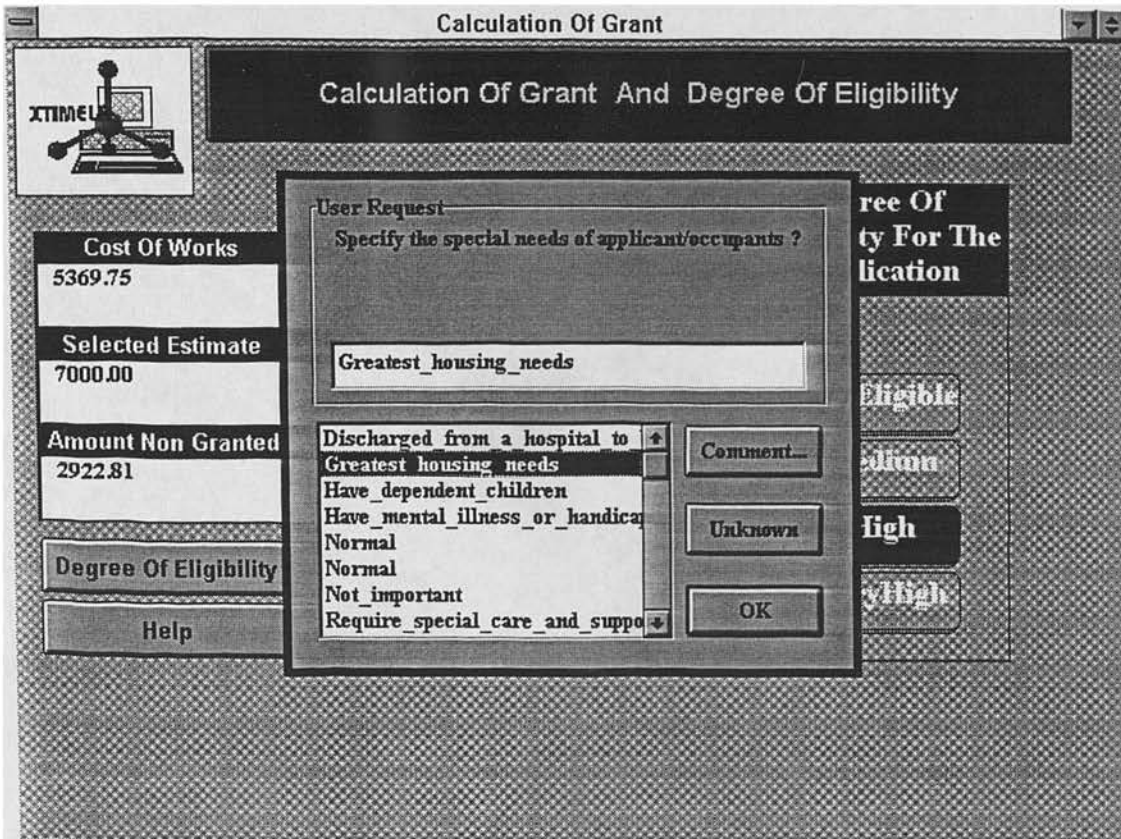 Calculation Of Grant
XTIMEL
Calculation Of Grant And Degree Of Eligibility
Cost Of Works
5369.75
Selected Estimate
7000.00
Amount Non Granted
2922.81
Degree Of Eligibility
Help
User Request
Specify the special needs of applicant/occupants ?
Greatest_housing_needs
Discharged_from_a_hospital_to
Greatest_housing_needs
Have_dependent_children
Have_mental_illness_or_handicap
Normal
Normal
Not_important
Require_special_care_and_suppo
Comment...
Unknown
OK
ree Of
ty For The
lication
Eligible
edium
High
yHigh